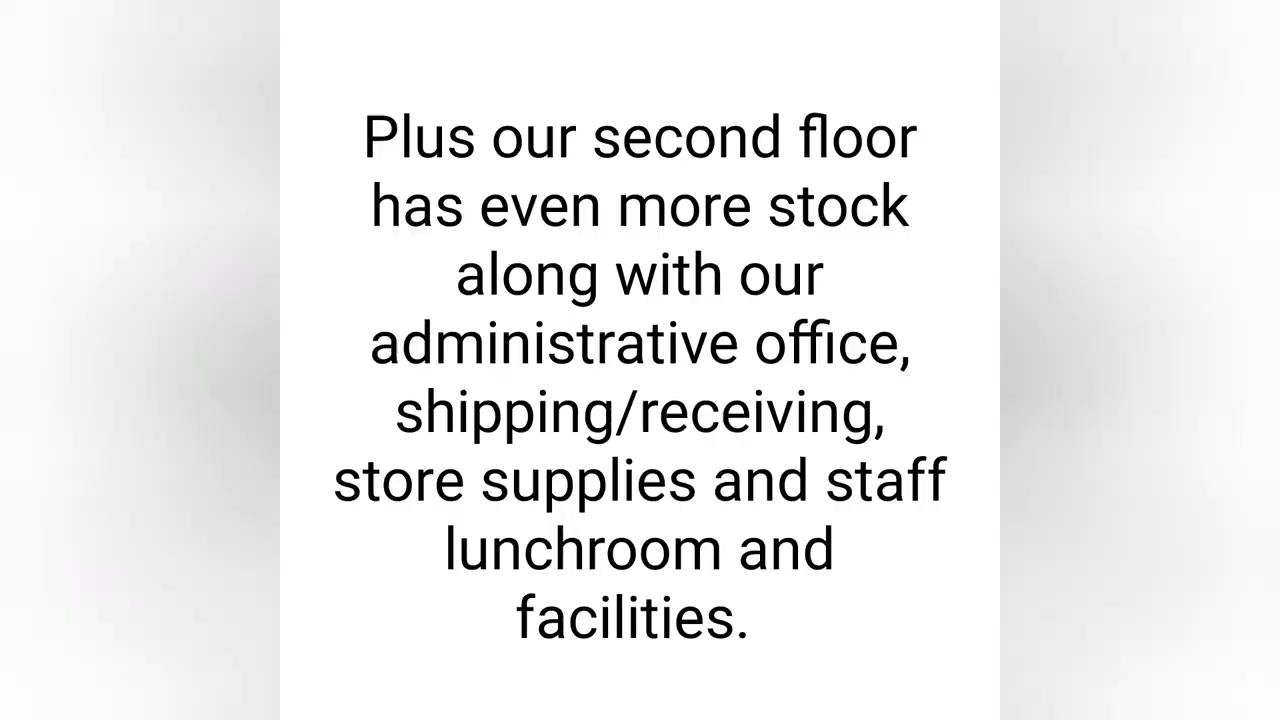 Plus our second floor
has even more stock
along with our
administrative office,
shipping/receiving,
store supplies and staff
lunchroom and
facilities.